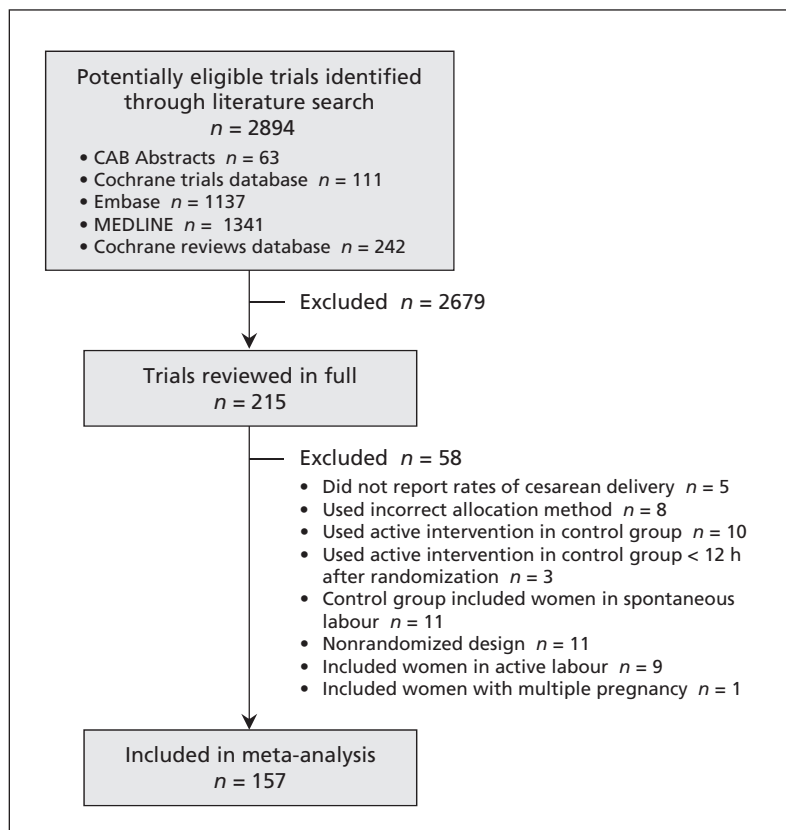 Potentially eligible trials identified
through literature search
n = 2894
• CAB Abstracts n = 63
• Cochrane trials database n = 111
• Embase n = 1137
• MEDLINE n = 1341
• Cochrane reviews database n = 242
Excluded n = 2679
Trials reviewed in full
n = 215
Excluded n = 58
• Did not report rates of cesarean delivery n = 5
• Used incorrect allocation method n = 8
• Used active intervention in control group n = 10
• Used active intervention in control group < 12 h
after randomization n = 3
• Control group included women in spontaneous
labour n = 11
• Nonrandomized design n = 11
• Included women in active labour n = 9
• Included women with multiple pregnancy n = 1
Included in meta-analysis
n = 157